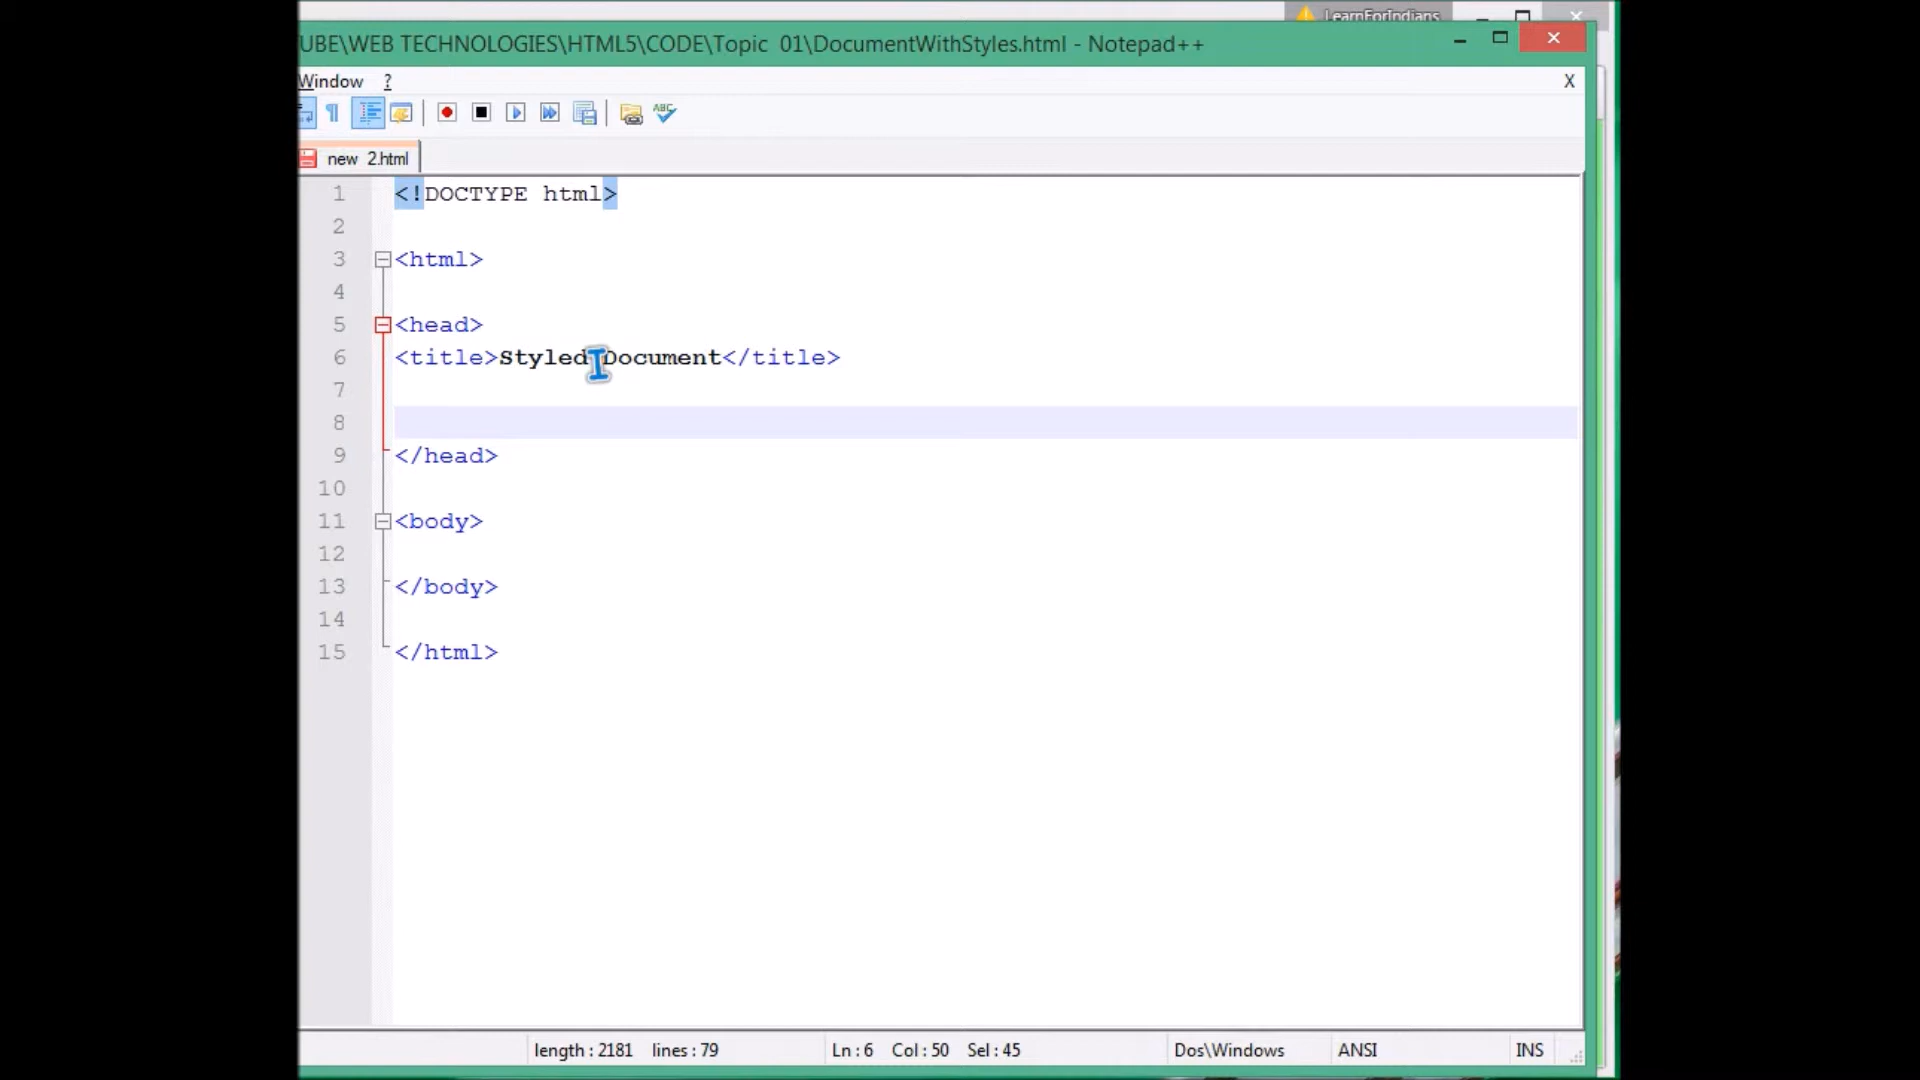 LearnForIndians
UBE\WEB TECHNOLOGIES\HTML5\CODE\Topic 01\DocumentWithStyles.html - Notepad++
Window ? X
ABC
new 2.html
1 <!DOCTYPE html>
2
3 <html>
4
5 <head>
6 <title>Styled Document</title>
7
8
9 </head>
10
11 <body>
12
13 </body>
14
15 </html>
length : 2181 lines : 79 Ln : 6 Col : 50 Sel : 45 Dos\Windows ANSI INS